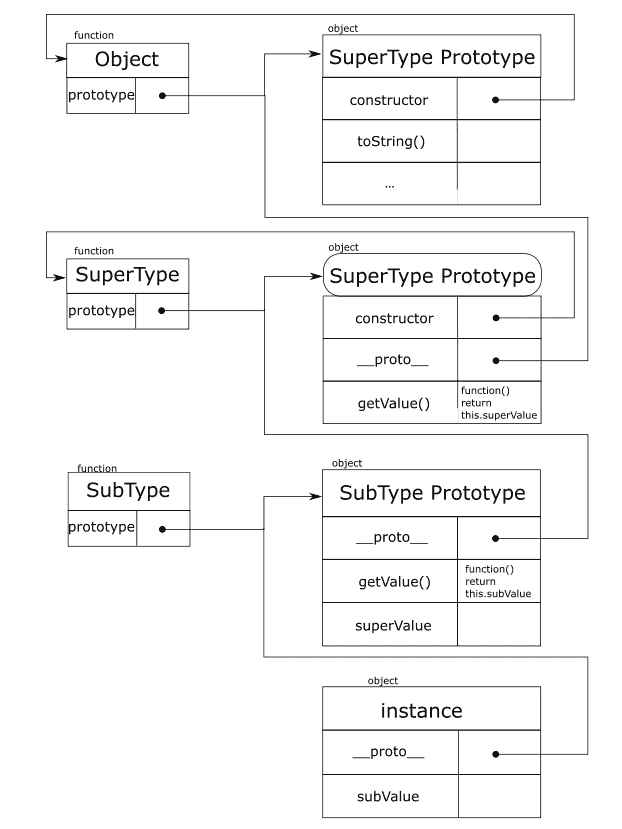 function
Object
prototype
object
SuperType Prototype
constructor
toString()
...
function
SuperType
prototype
object
SuperType Prototype
constructor
__proto__
getValue()
function()
return
this.superValue
function
SubType
prototype
object
SubType Prototype
__proto__
getValue()
function()
return
this.subValue
superValue
object
instance
__proto__
subValue